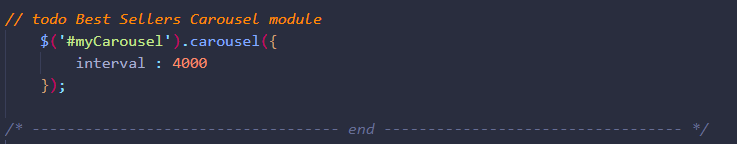 // todo Best Sellers Carousel module
$('#myCarousel').carousel({
interval : 4000
});
/* ----------------------------------- end ---------------------------------- */